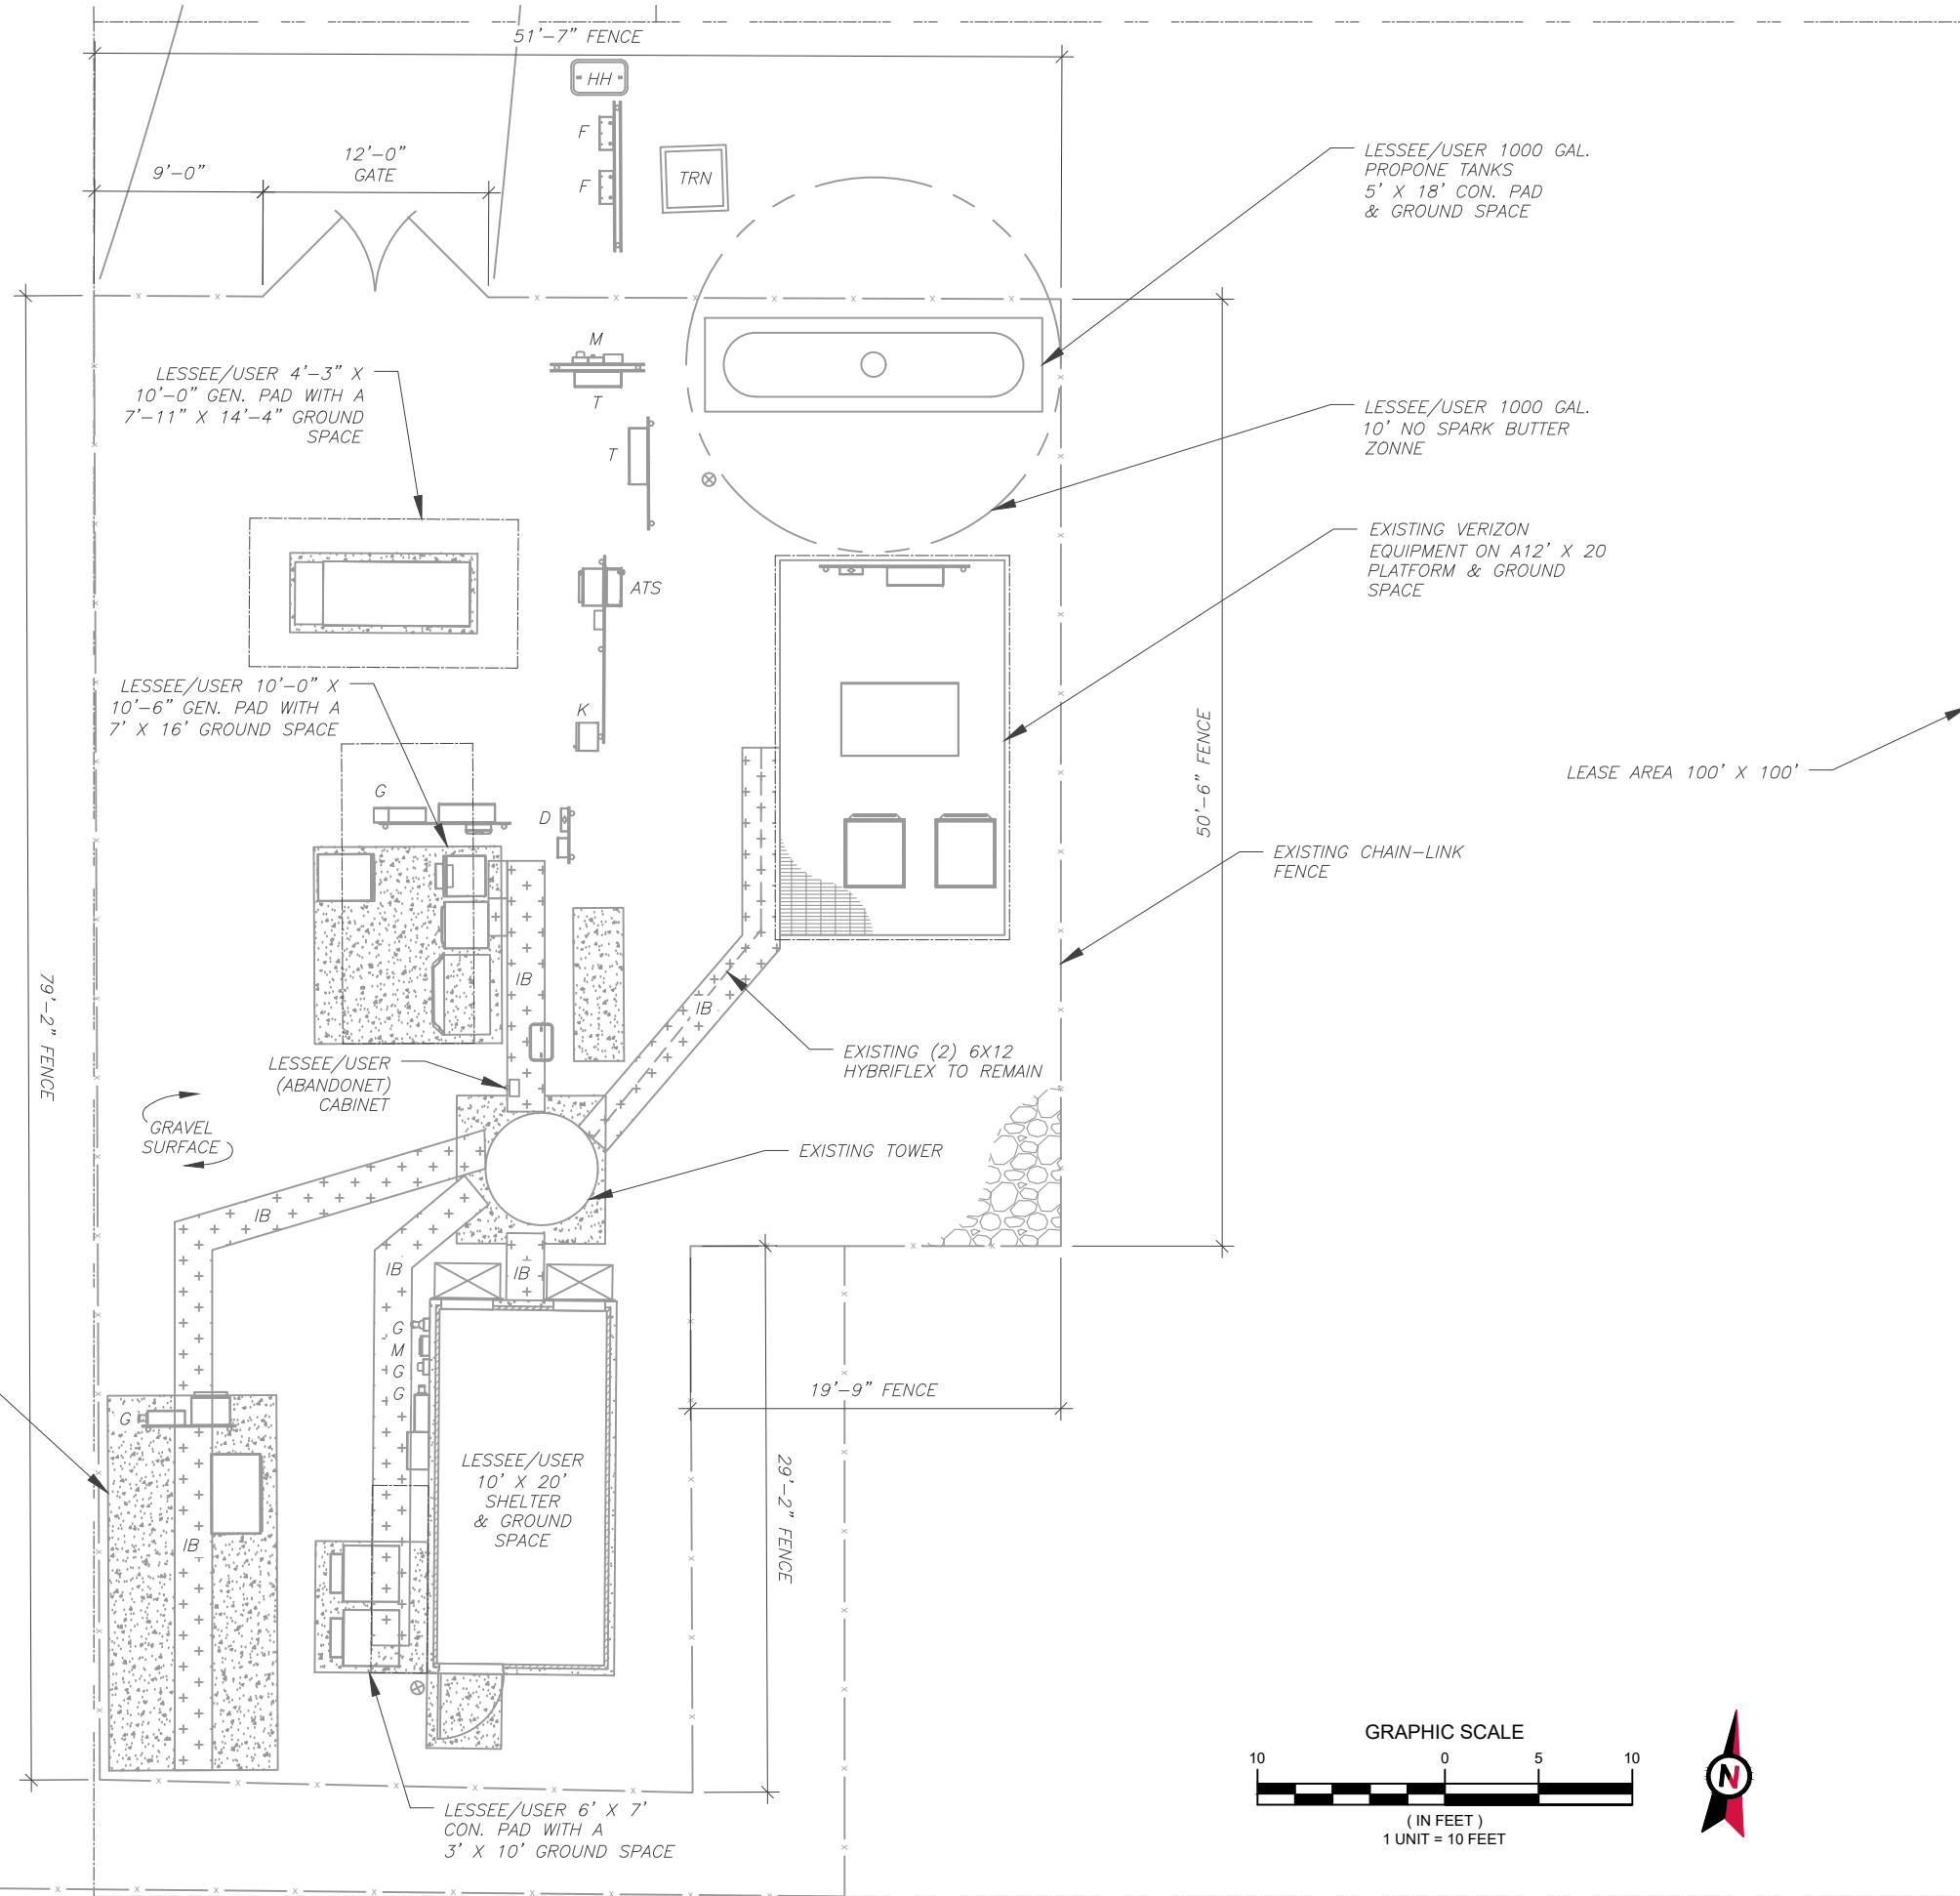 51'-7" FENCE
HH
F
F
TRN
9'-0"
12'-0"
GATE
LESSEE/USER 1000 GAL.
PROPONE TANKS
5' X 18' CON. PAD
& GROUND SPACE
M
T
T
LESSEE/USER 4'-3" X
10'-0" GEN. PAD WITH A
7'-11" X 14'-4" GROUND
SPACE
LESSEE/USER 1000 GAL.
10' NO SPARK BUTTER
ZONNE
EXISTING VERIZON
EQUIPMENT ON A12' X 20
PLATFORM & GROUND
SPACE
ATS
K
LESSEE/USER 10'-0" X
10'-6" GEN. PAD WITH A
7' X 16' GROUND SPACE
G
D
50'-6" FENCE
LEASE AREA 100' X 100'
EXISTING CHAIN-LINK
FENCE
79'-2" FENCE
IB
IB
EXISTING (2) 6X12
HYBRIFLEX TO REMAIN
LESSEE/USER
(ABANDONET)
CABINET
GRAVEL
SURFACE
EXISTING TOWER
IB
IB
IB
G
M
G
G
G
19'-9" FENCE
29'-2" FENCE
LESSEE/USER
10' X 20'
SHELTER
& GROUND
SPACE
IB
LESSEE/USER 6' X 7'
CON. PAD WITH A
3' X 10' GROUND SPACE
GRAPHIC SCALE
10 0 5 10
( IN FEET )
1 UNIT = 10 FEET
N